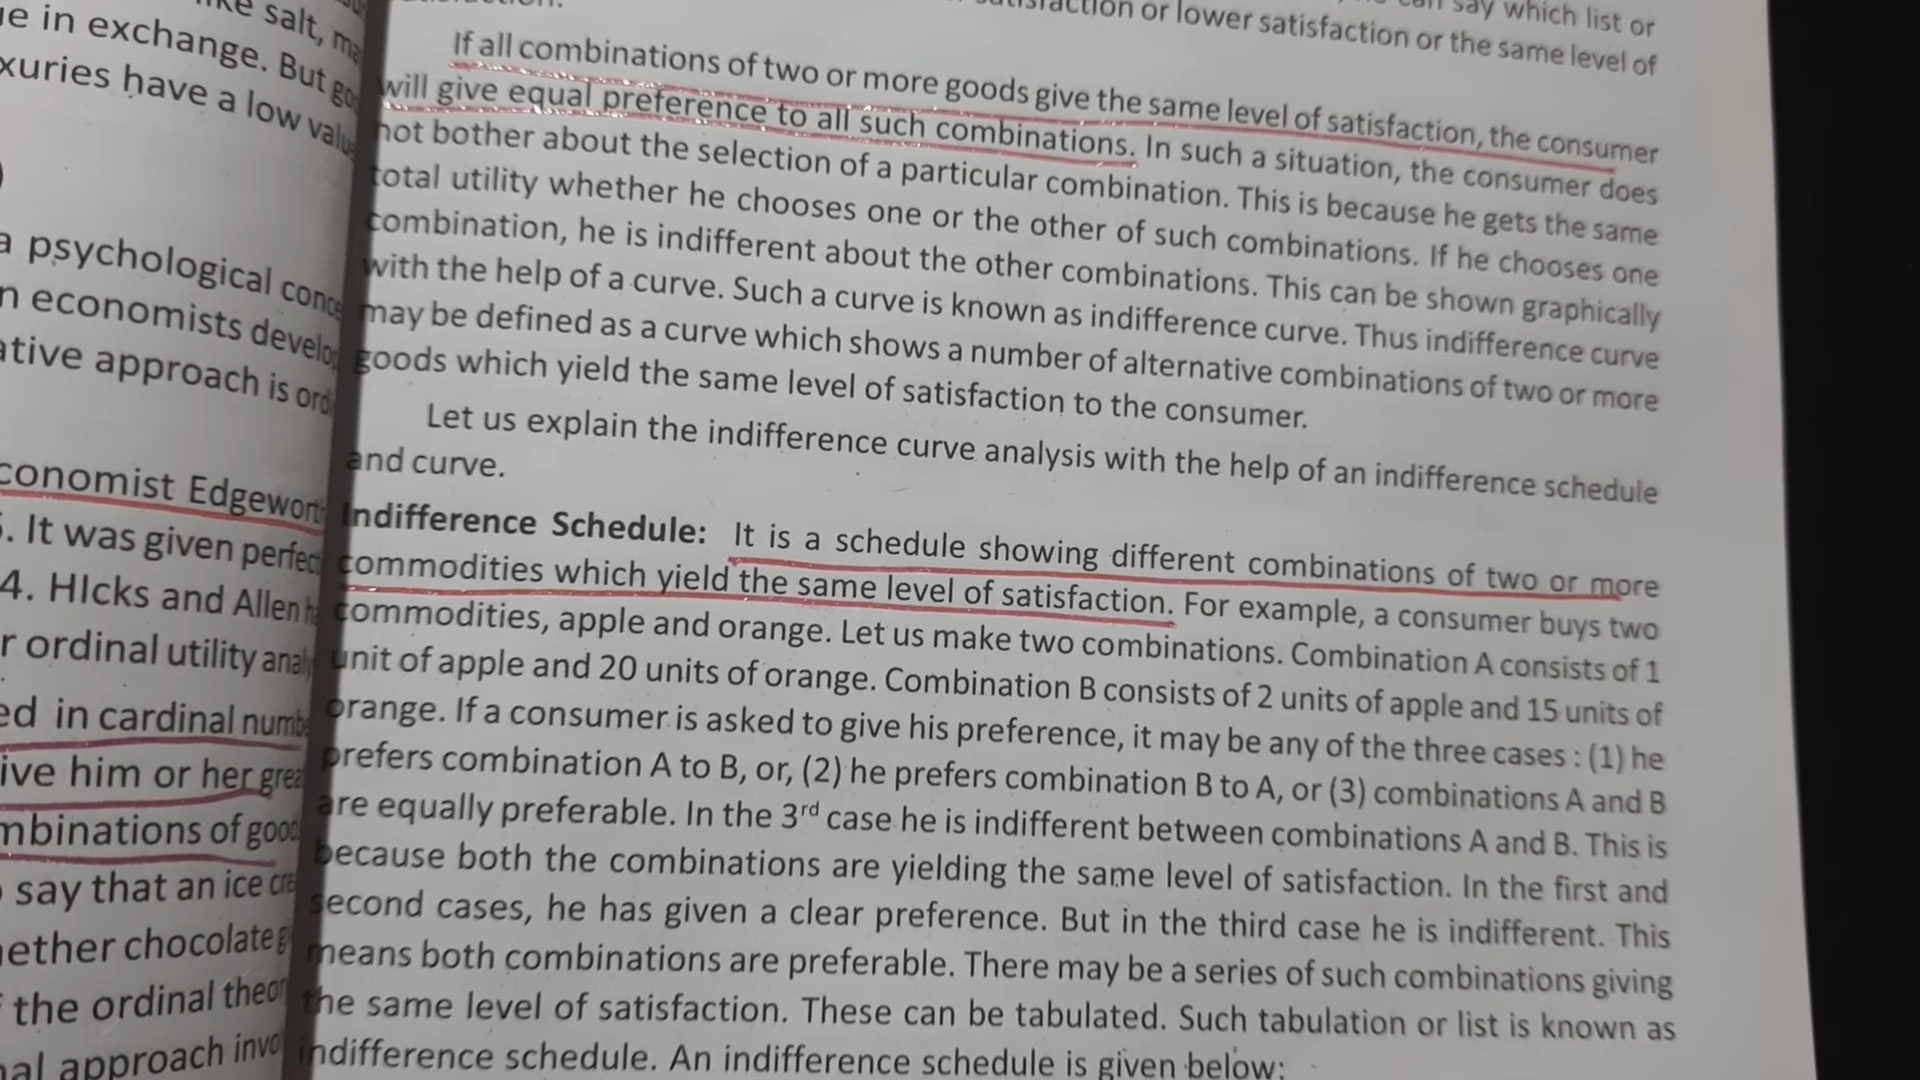 ke salt,
e in exchange. But
xuries have a low
a psychological
n economists
ative approach is
conomist Edgewort
. It was given perfect
4. HIcks and Allen
r ordinal utility
ed in cardinal
ive him or her
mbinations of
say that an ice
ether chocolate
the ordinal
al approach
say which list or
satisfaction or lower satisfaction or the same level of
If all combinations of two or more goods give the same level of satisfaction, the consumer
will give equal preference to all such combinations. In such a situation, the consumer does
not bother about the selection of a particular combination. This is because he gets the same
total utility whether he chooses one or the other of such combinations. If he chooses one
combination, he is indifferent about the other combinations. This can be shown graphically
with the help of a curve. Such a curve is known as indifference curve. Thus indifference curve
may be defined as a curve which shows a number of alternative combinations of two or more
goods which yield the same level of satisfaction to the consumer.
Let us explain the indifference curve analysis with the help of an indifference schedule
and curve.
Indifference Schedule: It is a schedule showing different combinations of two or more
commodities which yield the same level of satisfaction. For example, a consumer buys two
commodities, apple and orange. Let us make two combinations. Combination A consists of 1
unit of apple and 20 units of orange. Combination B consists of 2 units of apple and 15 units of
orange. If a consumer is asked to give his preference, it may be any of the three cases : (1) he
prefers combination A to B, or, (2) he prefers combination B to A, or (3) combinations A and B
are equally preferable. In the 3rd case he is indifferent between combinations A and B. This is
because both the combinations are yielding the same level of satisfaction. In the first and
second cases, he has given a clear preference. But in the third case he is indifferent. This
means both combinations are preferable. There may be a series of such combinations giving
the same level of satisfaction. These can be tabulated. Such tabulation or list is known as
indifference schedule. An indifference schedule is given below: